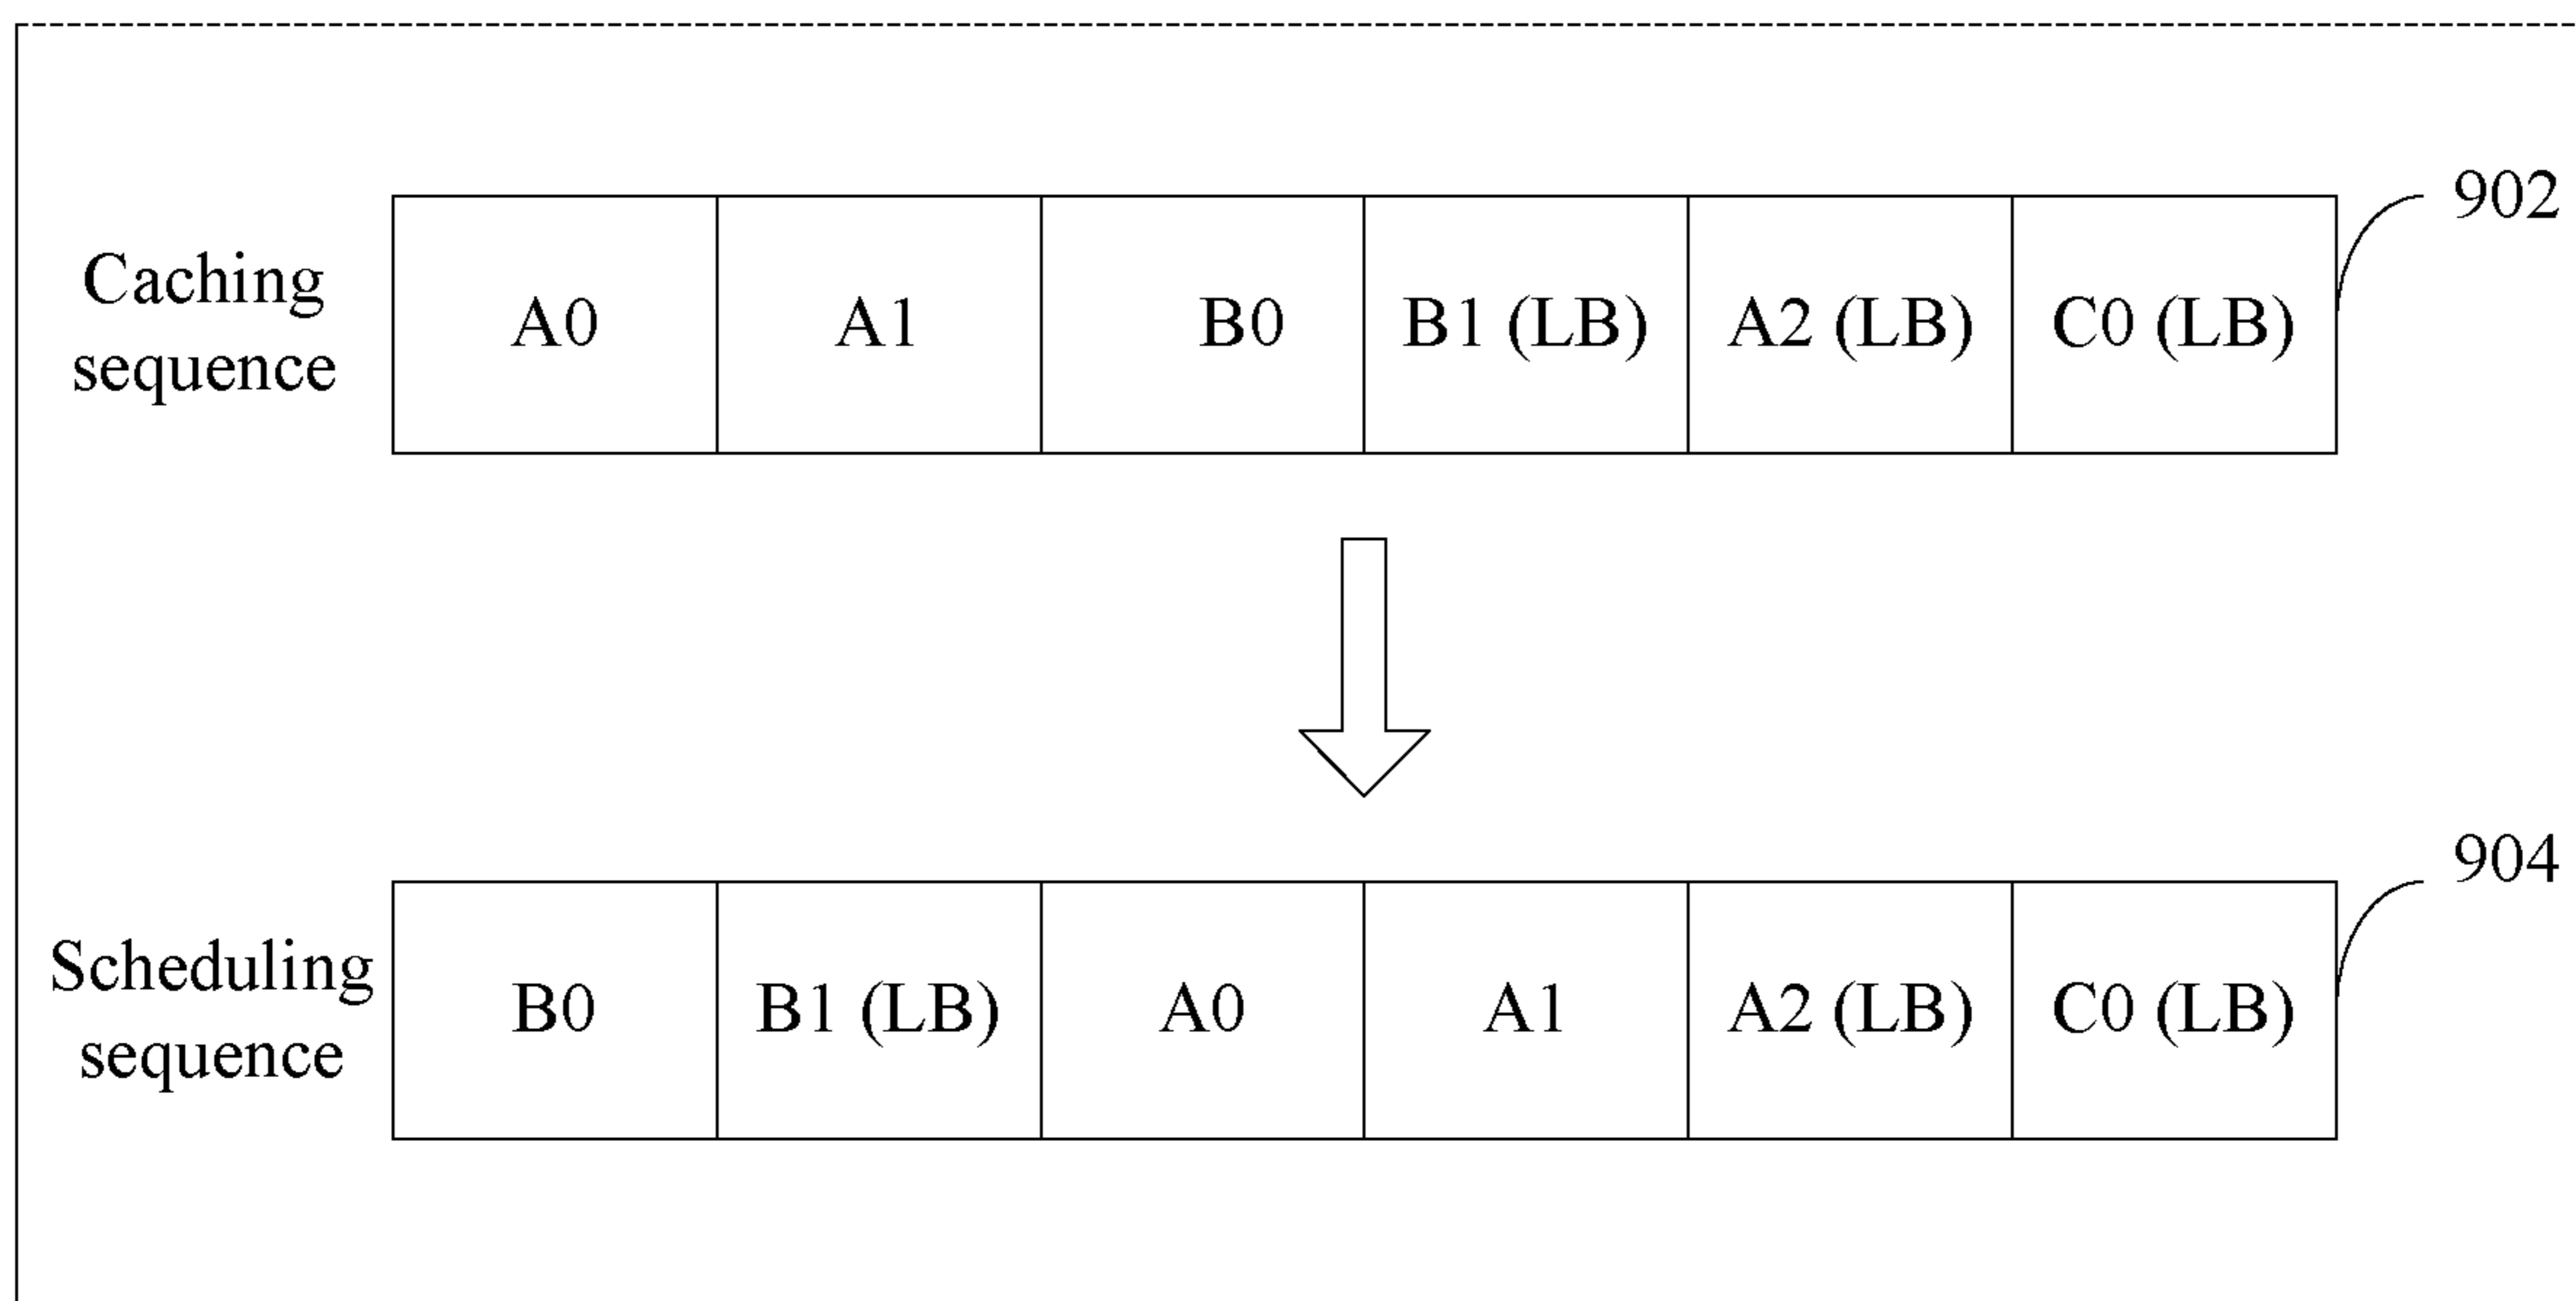 902
Caching
sequence
A0 A1 B0 B1 (LB) A2 (LB) C0 (LB)
904
Scheduling
sequence
B0 B1 (LB) A0 A1 A2 (LB) C0 (LB)